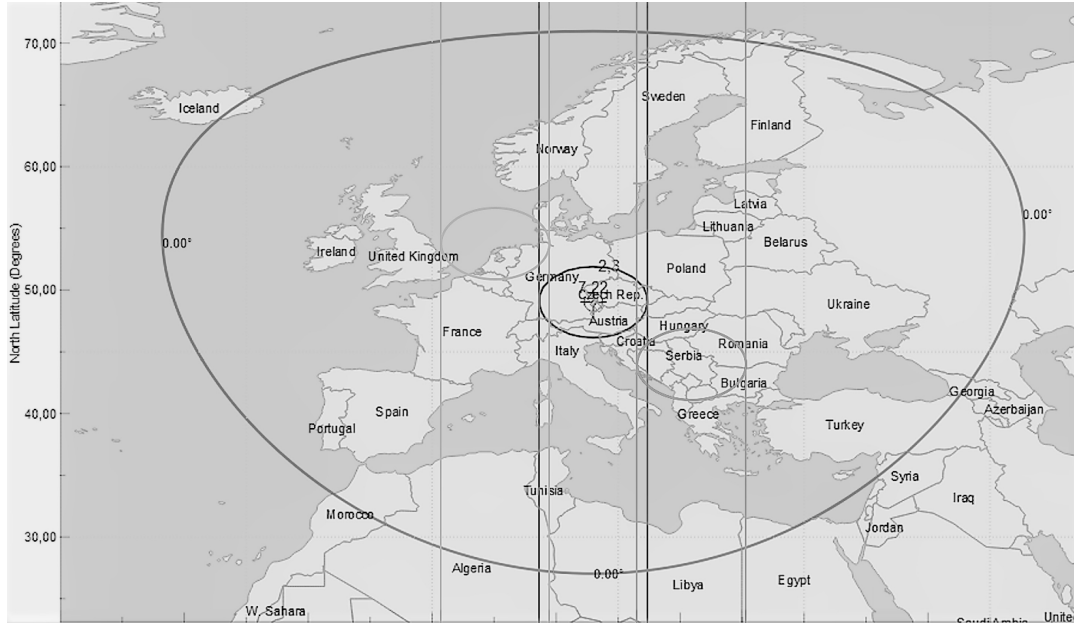 70,00
60,00
50,00
40,00
30,00
North Latitude (Degrees)
Iceland
Sweden
Finland
Norway
Latvia
Lithuania
Belarus
0.00°
0.00°
Ireland
United Kingdom
Germany
2,3
Poland
7,22
Czech Rep.
Ukraine
France
Austria
Hungary
Romania
Italy
Croatia
Serbia
Bulgaria
Georgia
Spain
Greece
Azerbaijan
Portugal
Turkey
Tunisia
Syria
Iraq
Morocco
Jordan
Algeria
0.00°
Libya
Egypt
W. Sahara
Saudi Arabia
Unite